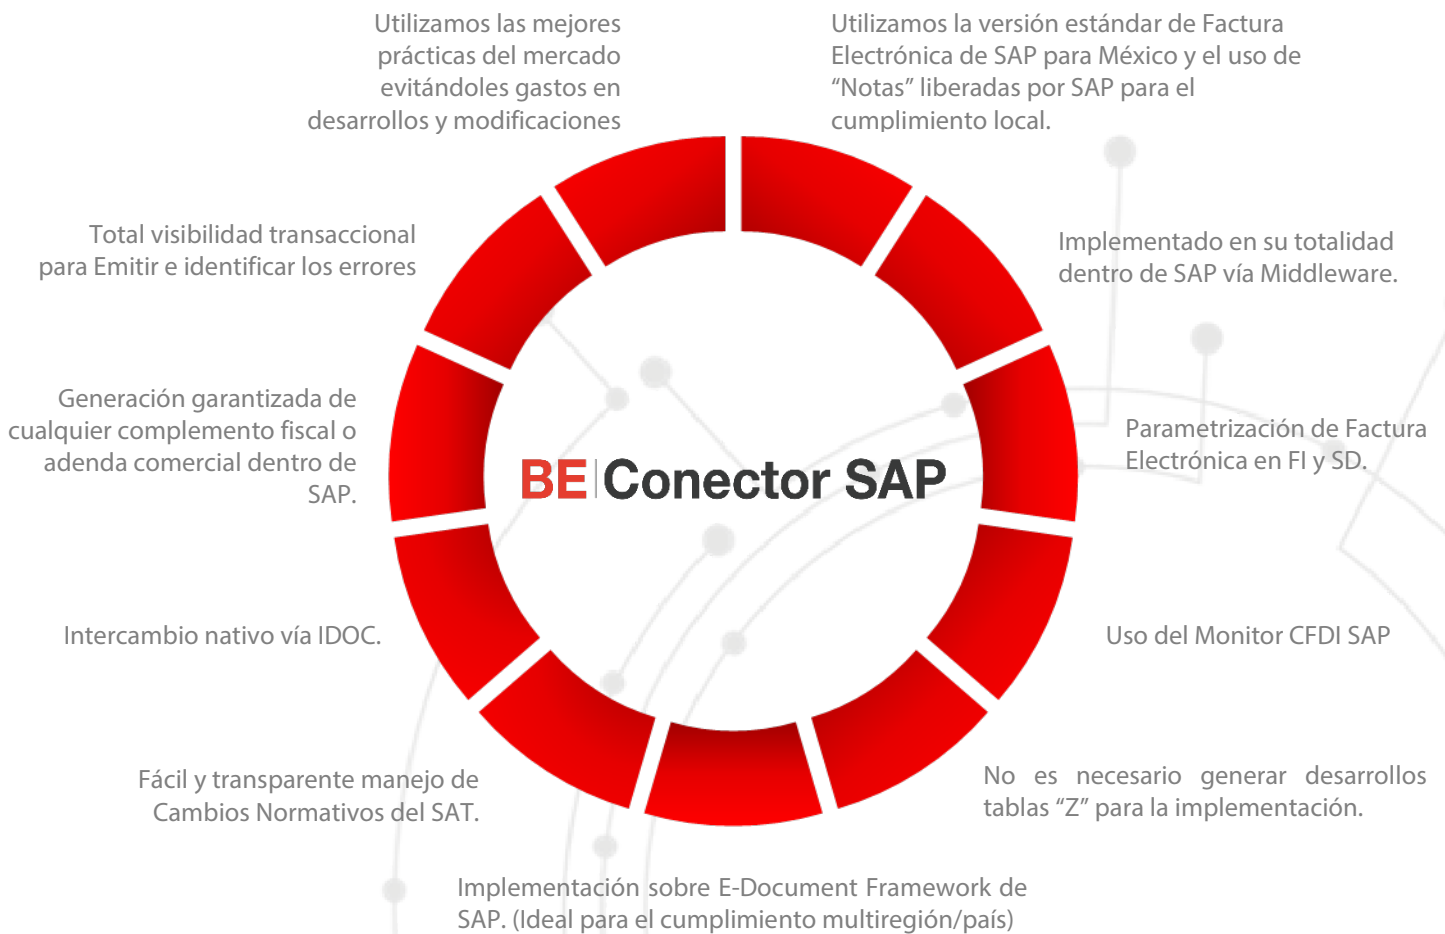 Utilizamos las mejores
prácticas del mercado
evitándoles gastos en
desarrollos y modificaciones
Utilizamos la versión estándar de Factura
Electrónica de SAP para México y el uso de
“Notas” liberadas por SAP para el
cumplimiento local.
Total visibilidad transaccional
para Emitir e identificar los errores
Implementado en su totalidad
dentro de SAP vía Middleware.
Generación garantizada de
cualquier complemento fiscal o
adenda comercial dentro de
SAP.
Parametrización de Factura
Electrónica en FI y SD.
BE Conector SAP
Intercambio nativo vía IDOC.
Uso del Monitor CFDI SAP
Fácil y transparente manejo de
Cambios Normativos del SAT.
No es necesario generar desarrollos
tablas “Z” para la implementación.
Implementación sobre E-Document Framework de
SAP. (Ideal para el cumplimiento multiregión/país)